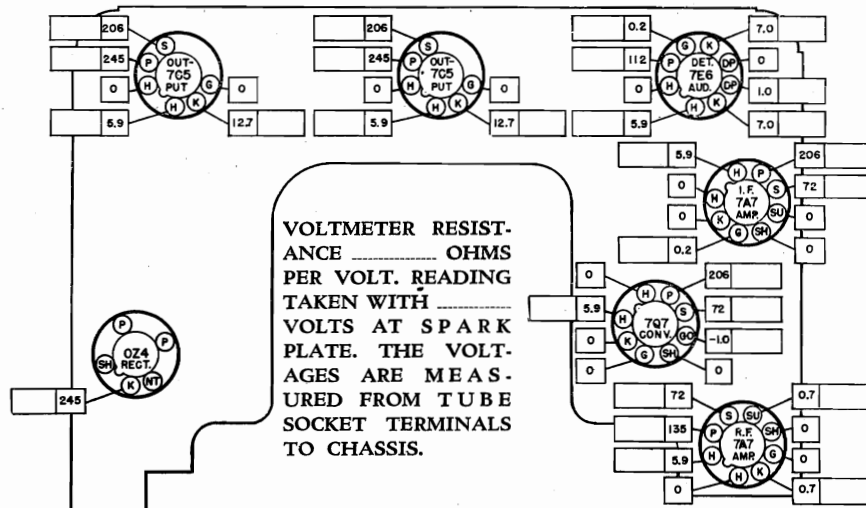 206
245
0
5.9
S
P
H
H
K
G
OUT-
7C5
PUT
0
12.7
206
245
0
5.9
S
P
H
H
K
G
OUT-
7C5
PUT
0
12.7
0.2
112
0
5.9
G
K
P
DP
H
DP
H
K
DET.
7E6
AUD.
7.0
0
1.0
7.0
5.9
0
0
0.2
H
P
S
H
SU
K
G
SH
I.F.
7A7
AMP.
206
72
0
0
0
5.9
0
0
H
P
S
H
GO
K
G
SH
7Q7
CONV.
206
72
-1.0
0
72
135
5.9
0
S
SU
P
SH
H
G
H
K
R.F.
7A7
AMP
0.7
0
0
0.7
P
P
SH
K
NT
OZ4
RECT.
245
VOLTMETER RESIST-
ANCE ............ OHMS
PER VOLT. READING
TAKEN WITH ............
VOLTS AT SPARK
PLATE. THE VOLT-
AGES ARE MEAS-
URED FROM TUBE
SOCKET TERMINALS
TO CHASSIS.